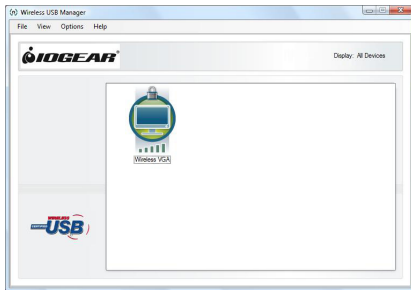 Wireless USB Manager
File View Options Help
IOGEAR
Display: All Devices
Wireless VGA
CERTIFIED
WIRELESS
USB